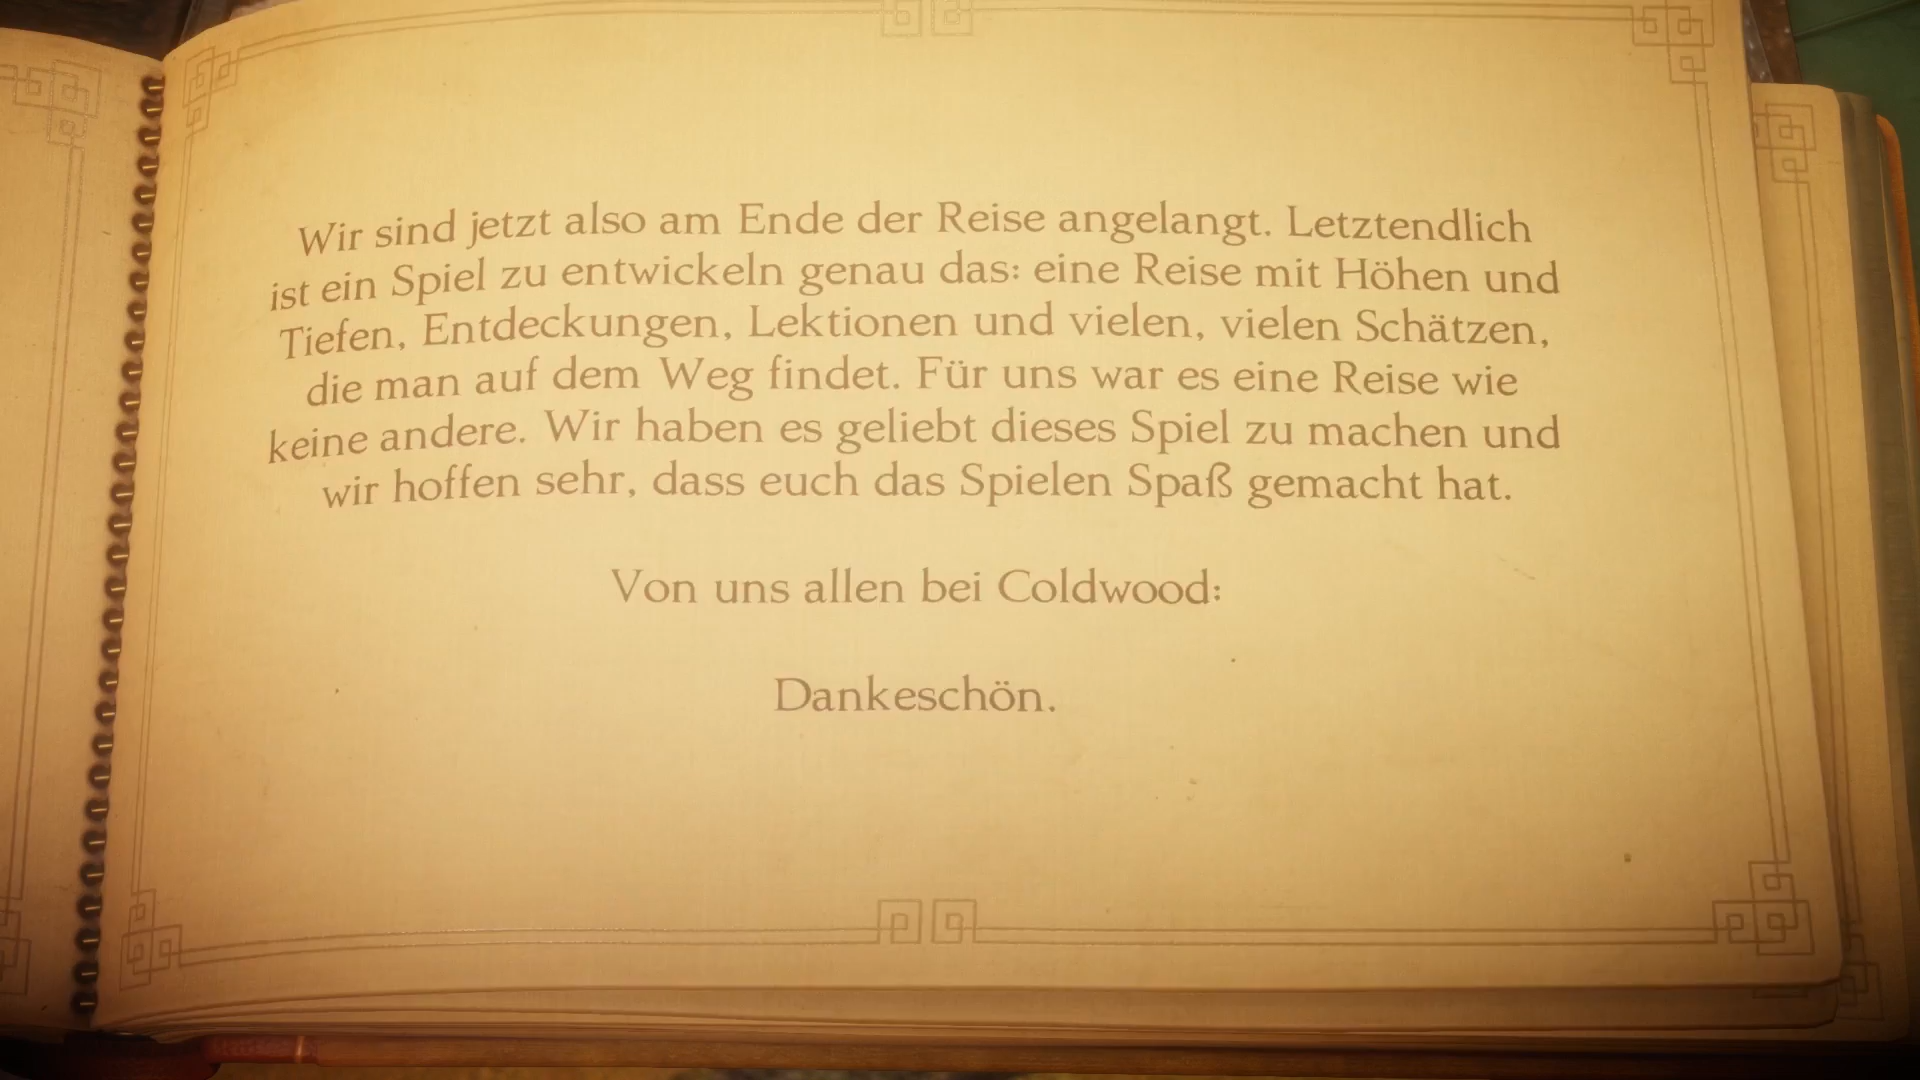 Wir sind jetzt also am Ende der Reise angelangt. Letztendlich
ist ein Spiel zu entwickeln genau das: eine Reise mit Höhen und
Tiefen, Entdeckungen, Lektionen und vielen, vielen Schätzen,
die man auf dem Weg findet. Für uns war es eine Reise wie
keine andere. Wir haben es geliebt dieses Spiel zu machen und
wir hoffen sehr, dass euch das Spielen Spaß gemacht hat.
Von uns allen bei Coldwood:
Dankeschön.